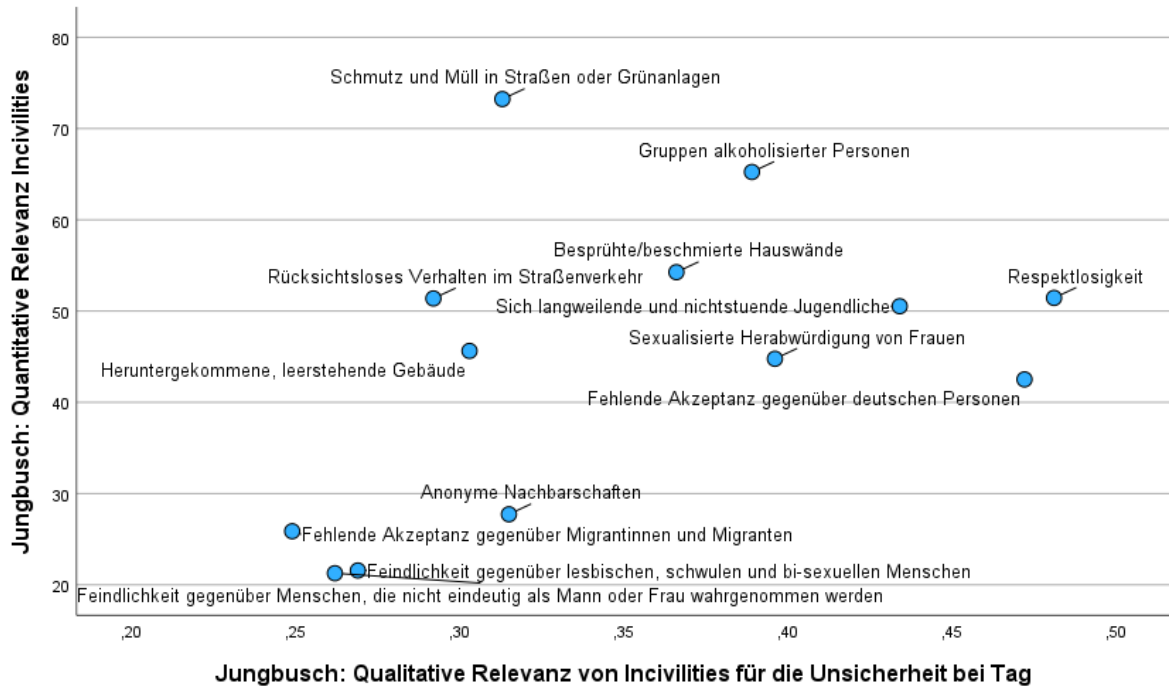 80
Schmutz und Müll in Straßen oder Grünanlagen
70
Gruppen alkoholisierter Personen
60
Besprühte/beschmierte Hauswände
Rücksichtsloses Verhalten im Straßenverkehr
Respektlosigkeit
50
Sich langweilende und nichtstuende Jugendliche
Sexualisierte Herabwürdigung von Frauen
Heruntergekommene, leerstehende Gebäude
40
Fehlende Akzeptanz gegenüber deutschen Personen
30
Anonyme Nachbarschaften
Fehlende Akzeptanz gegenüber Migrantinnen und Migranten
20
Feindlichkeit gegenüber lesbischen, schwulen und bi-sexuellen Menschen
Feindlichkeit gegenüber Menschen, die nicht eindeutig als Mann oder Frau wahrgenommen werden
Jungbusch: Quantitative Relevanz Incivilities
,20 ,25 ,30 ,35 ,40 ,45 ,50
Jungbusch: Qualitative Relevanz von Incivilities für die Unsicherheit bei Tag